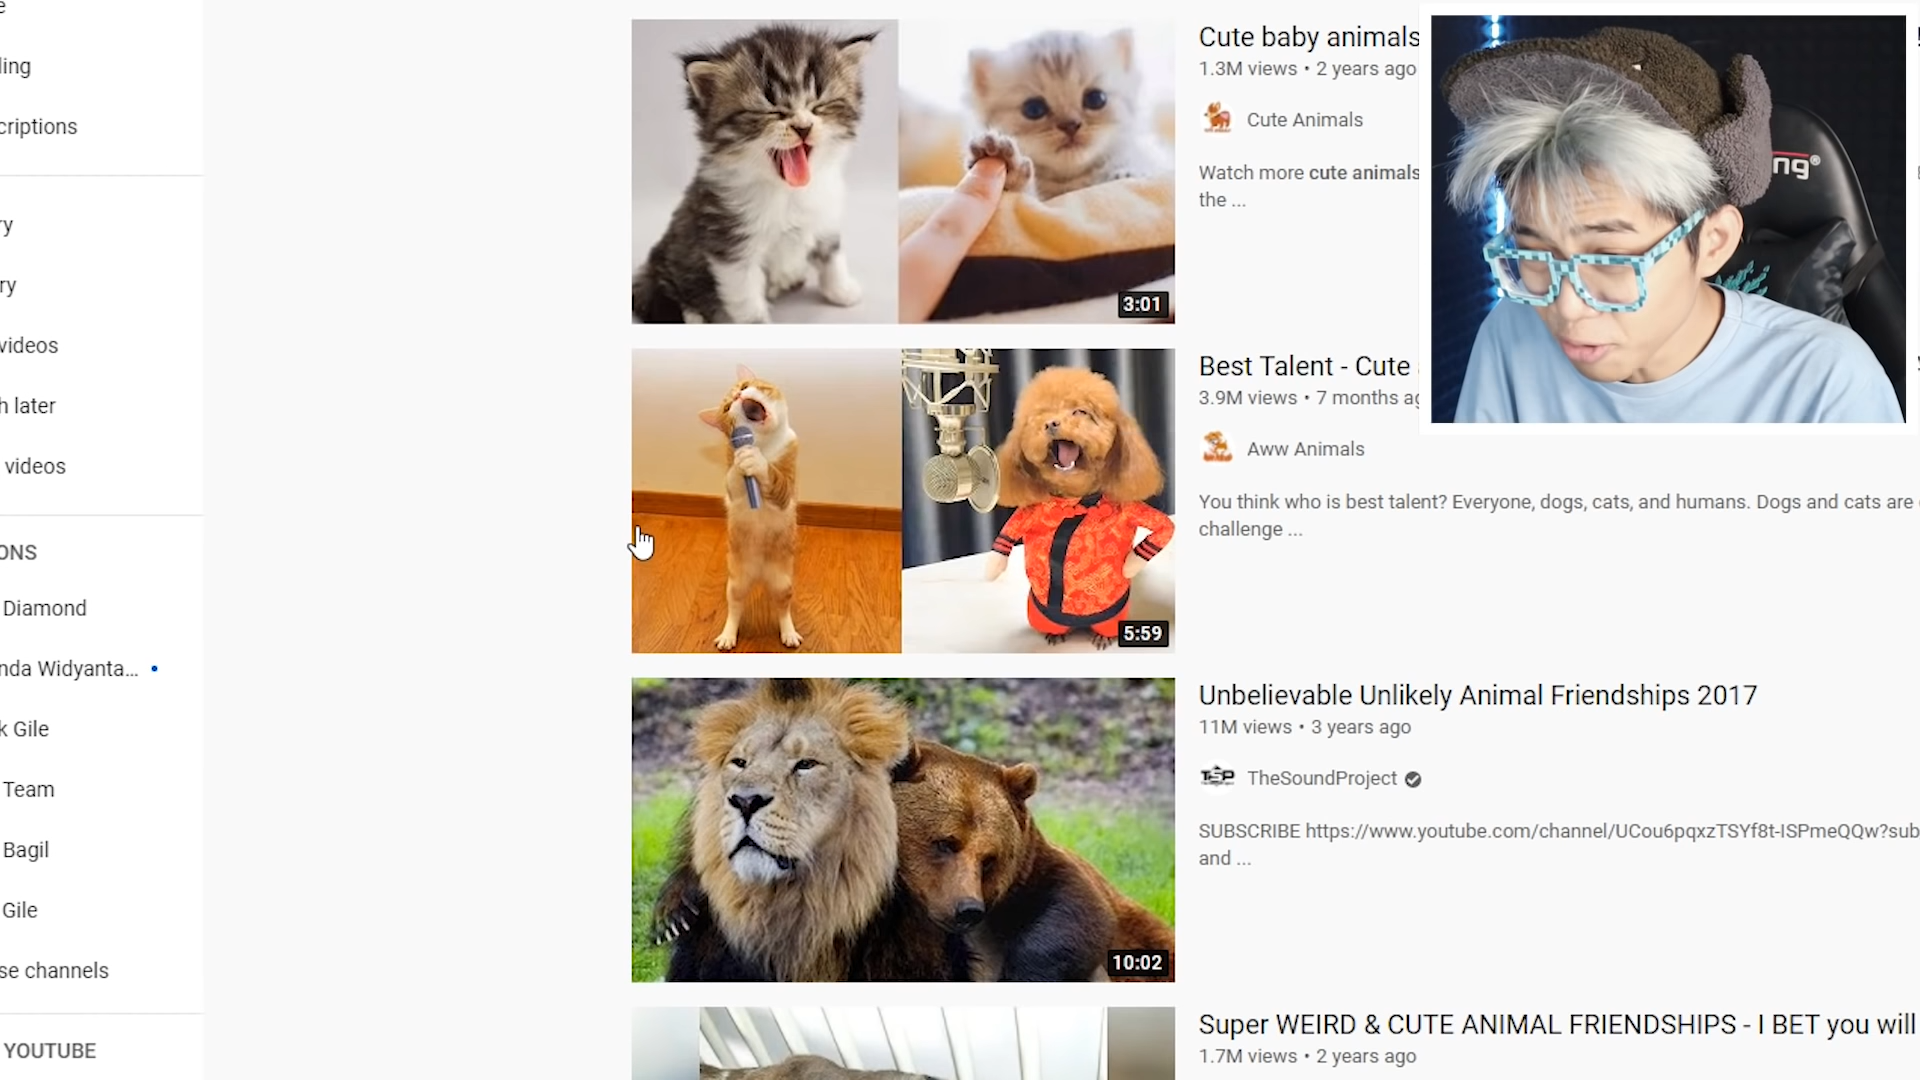 ling
criptions
ry
ry
videos
h later
videos
ONS
Diamond
nda Widyanta...
k Gile
Team
Bagil
Gile
se channels
YOUTUBE
3:01
Cute baby animals
1.3M views • 2 years ago
Cute Animals
Watch more cute animals
the ...
ng®
5:59
Best Talent - Cute
3.9M views • 7 months ag
Aww Animals
You think who is best talent? Everyone, dogs, cats, and humans. Dogs and cats are
challenge ...
10:02
Unbelievable Unlikely Animal Friendships 2017
11M views • 3 years ago
TSP TheSoundProject
SUBSCRIBE https://www.youtube.com/channel/UCou6pqxzTSYf8t-ISPmeQQw?sub
and ...
Super WEIRD & CUTE ANIMAL FRIENDSHIPS - I BET you will
1.7M views • 2 years ago